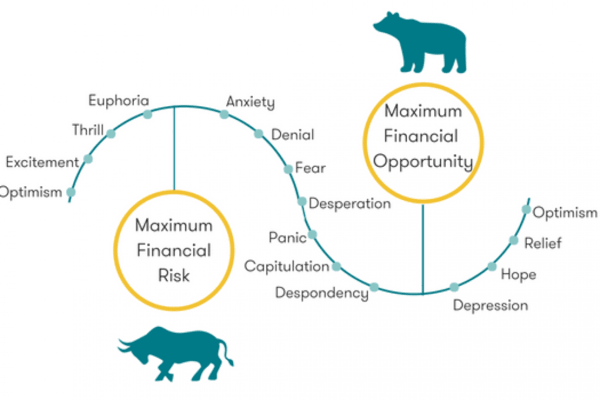 Euphoria
Thrill
Excitement
Optimism
Anxiety
Denial
Fear
Desperation
Panic
Capitulation
Despondency
Maximum
Financial
Risk
Maximum
Financial
Opportunity
Optimism
Relief
Hope
Depression